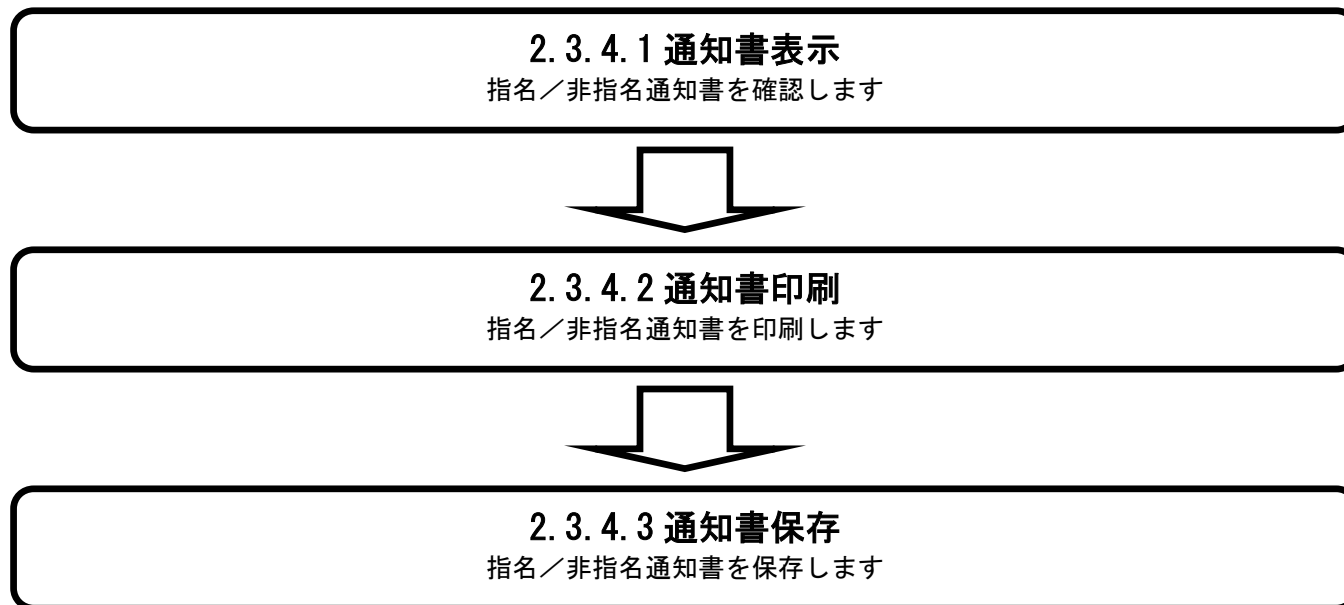 2.3.4.1 通知書表示
指名／非指名通知書を確認します
2.3.4.2 通知書印刷
指名／非指名通知書を印刷します
2.3.4.3 通知書保存
指名／非指名通知書を保存します